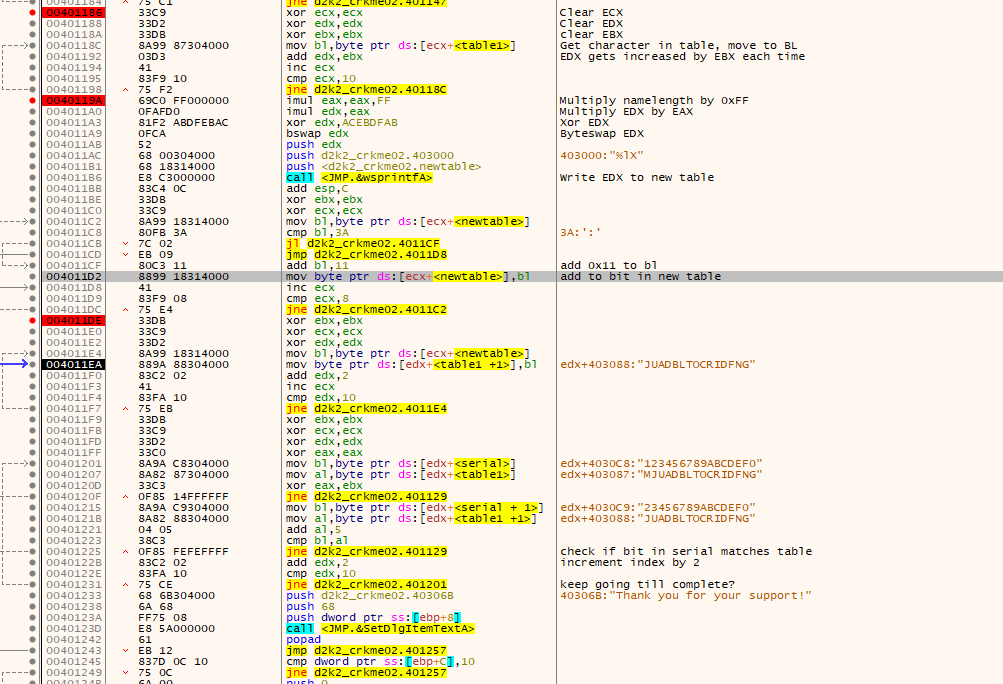 00401184 75 C1 jne d2k2_crkme02.401147
00401186 33C9 xor ecx,ecx Clear ECX
00401188 33D2 xor edx,edx Clear EDX
0040118A 33DB xor ebx,ebx clear EBX
0040118C 8A99 87304000 mov bl,byte ptr ds:[ecx+<table1>] Get character in table, move to BL
00401192 03D3 add edx,ebx EDX gets increased by EBX each time
00401194 41 inc ecx
00401195 83F9 10 cmp ecx,10
00401198 75 F2 jne d2k2_crkme02.40118C
0040119A 69C0 FF000000 imul eax,eax,FF Multiply namelength by 0xFF
004011A0 0FAFD0 imul edx,eax Multiply EDX by EAX
004011A3 81F2 ABDFEBAC xor edx,ACEBDFAB Xor EDX
004011A9 0FCA bswap edx Byteswap EDX
004011AB 52 push edx
004011AC 68 00304000 push d2k2_crkme02.403000 403000:"%lX"
004011B1 68 18314000 push <d2k2_crkme02.newtable>
004011B6 E8 C3000000 call <JMP.&wsprintfA> Write EDX to new table
004011BB 83C4 0C add esp,C
004011BE 33DB xor ebx,ebx
004011C0 33C9 xor ecx,ecx
004011C2 8A99 18314000 mov bl,byte ptr ds:[ecx+<newtable>]
004011C8 80FB 3A cmp bl,3A 3A:':'
004011CB 7C 02 jl d2k2_crkme02.4011CF
004011CD EB 09 jmp d2k2_crkme02.4011D8
004011CF 80C3 11 add bl,11 add 0x11 to bl
004011D2 8899 18314000 mov byte ptr ds:[ecx+<newtable>],bl add to bit in new table
004011D8 41 inc ecx
004011D9 83F9 08 cmp ecx,8
004011DC 75 E4 jne d2k2_crkme02.4011C2
004011DE 33DB xor ebx,ebx
004011E0 33C9 xor ecx,ecx
004011E2 33D2 xor edx,edx
004011E4 8A99 18314000 mov bl,byte ptr ds:[ecx+<newtable>]
004011EA 889A 88304000 mov byte ptr ds:[edx+<table1 +1>],bl edx+403088:"JUADBLTOCRIDFNG"
004011F0 83C2 02 add edx,2
004011F3 41 inc ecx
004011F4 83FA 10 cmp edx,10
004011F7 75 EB jne d2k2_crkme02.4011E4
004011F9 33DB xor ebx,ebx
004011FB 33C9 xor ecx,ecx
004011FD 33D2 xor edx,edx
004011FF 33C0 xor eax,eax
00401201 8A9A C8304000 mov bl,byte ptr ds:[edx+<serial>] edx+4030C8:"123456789ABCDEF0"
00401207 8A82 87304000 mov al,byte ptr ds:[edx+<table1>] edx+403087:"MJUADBLTOCRIDFNG"
0040120D 33C3 xor eax,ebx
0040120F 0F85 14FFFFFF jne d2k2_crkme02.401129
00401215 8A9A C9304000 mov bl,byte ptr ds:[edx+<serial + 1>] edx+4030C9:"23456789ABCDEF0"
0040121B 8A82 88304000 mov al,byte ptr ds:[edx+<table1 +1>] edx+403088:"JUADBLTOCRIDFNG"
00401221 04 05 add al,5
00401223 38C3 cmp bl,al
00401225 0F85 FEFEFFFF jne d2k2_crkme02.401129 check if bit in serial matches table
0040122B 83C2 02 add edx,2 increment index by 2
0040122E 83FA 10 cmp edx,10
00401231 75 CE jne d2k2_crkme02.401201 keep going till complete?
00401233 68 6B304000 push d2k2_crkme02.40306B 40306B:"Thank you for your support!"
00401238 6A 68 push 68
0040123A FF75 08 push dword ptr ss:[ebp+8]
0040123D E8 5A000000 call <JMP.&SetDlgItemTextA>
00401242 61 popad
00401243 EB 12 jmp d2k2_crkme02.401257
00401245 837D 0C 10 cmp dword ptr ss:[ebp+C],10
00401249 75 0C jne d2k2_crkme02.401257
0040124B 6A 00 push 0